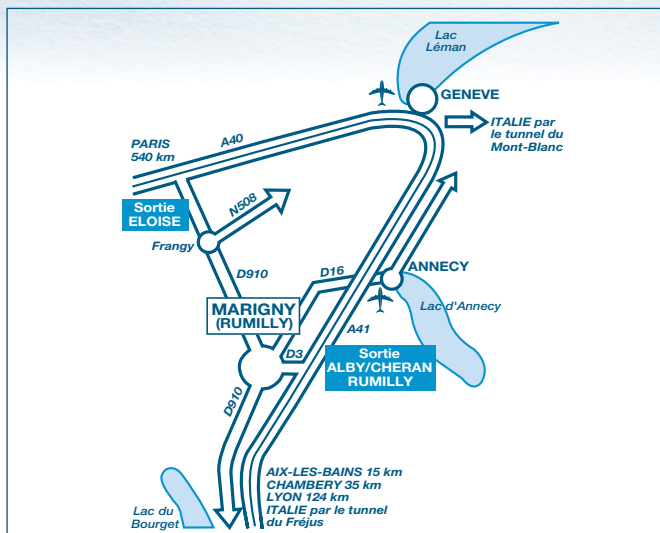 Lac
Léman
GENEVE
ITALIE par
le tunnel du
Mont-Blanc
PARIS
540 km
A40
Sortie
ELOISE
N508
Frangy
D910
D16
ANNECY
MARIGNY
(RUMILLY)
Lac d'Annecy
A41
D3
Sortie
ALBY/CHERAN
RUMILLY
D910
AIX-LES-BAINS 15 km
CHAMBERY 35 km
LYON 124 km
ITALIE par le tunnel
du Fréjus
Lac du
Bourget